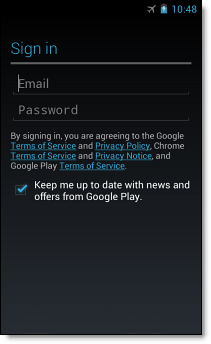 10:48
Sign in
Email
Password
By signing in, you are agreeing to the Google
Terms of Service and Privacy Policy, Chrome
Terms of Service and Privacy Notice, and
Google Play Terms of Service.
Keep me up to date with news and
offers from Google Play.